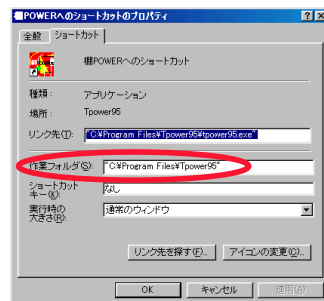 棚POWERへのショートカットのプロパティ
全般 ショートカット
棚POWERへのショートカット
種類： アプリケーション
場所： Tpower95
リンク先(T): "C:¥Program Files¥Tpower95¥tpower95.exe"
作業フォルダ(S): "C:¥Program Files¥Tpower95"
ショートカット
キー(K): なし
実行時の
大きさ(R): 通常のウィンドウ
リンク先を探す(F)... アイコンの変更(C)...
OK キャンセル 適用(A)